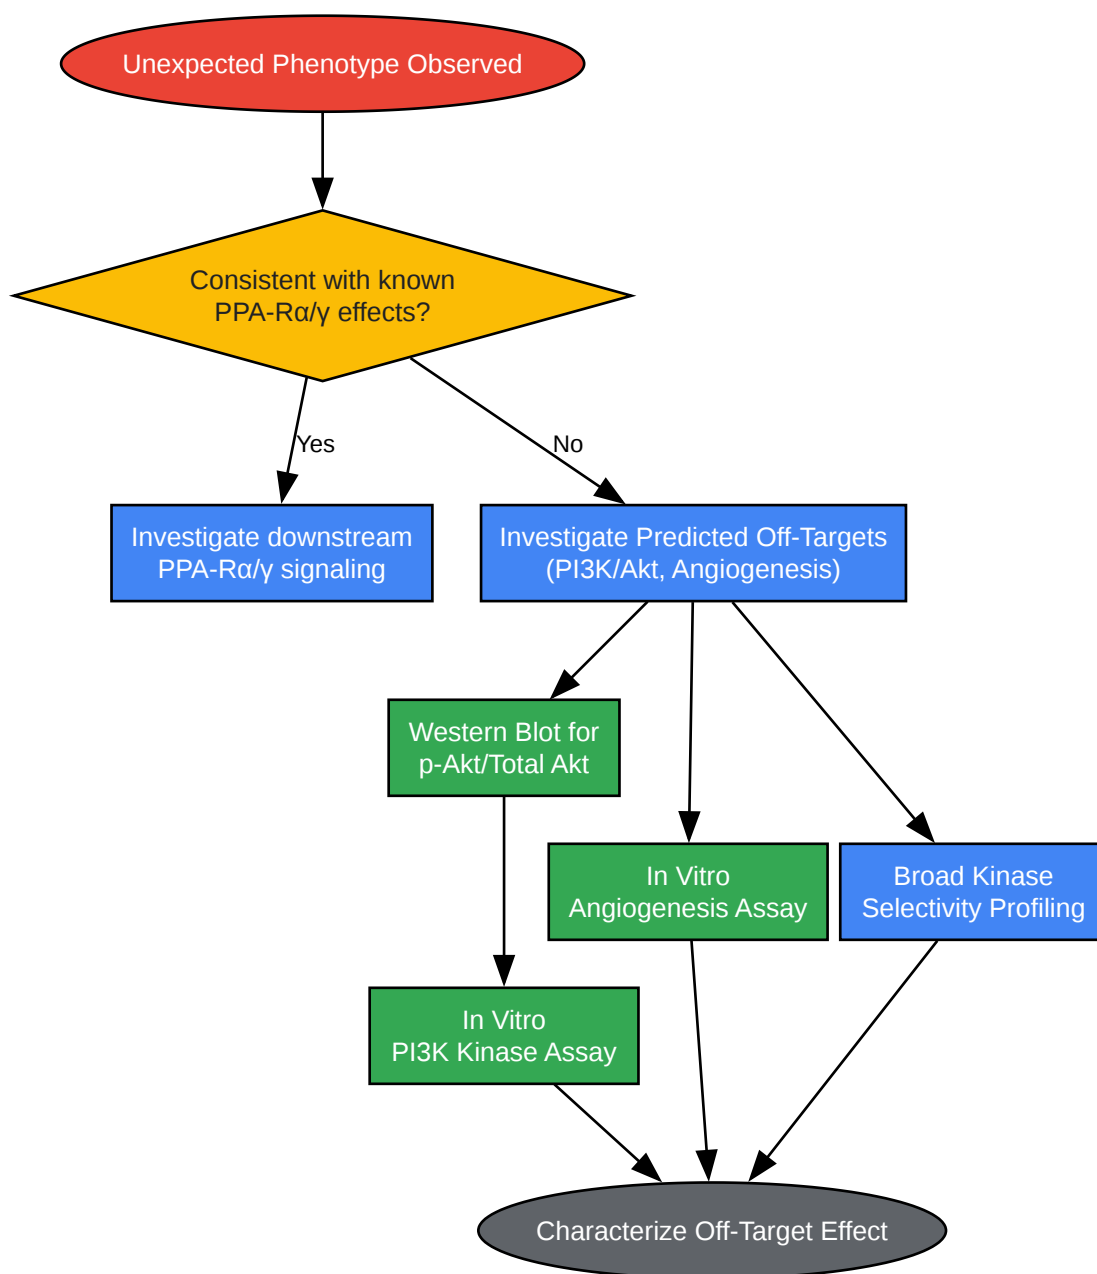 Unexpected Phenotype Observed
Consistent with known
PPA-Rα/γ effects?
Yes
No
Investigate downstream
PPA-Rα/γ signaling
Investigate Predicted Off-Targets
(PI3K/Akt, Angiogenesis)
Western Blot for
p-Akt/Total Akt
In Vitro
Angiogenesis Assay
Broad Kinase
Selectivity Profiling
In Vitro
PI3K Kinase Assay
Characterize Off-Target Effect